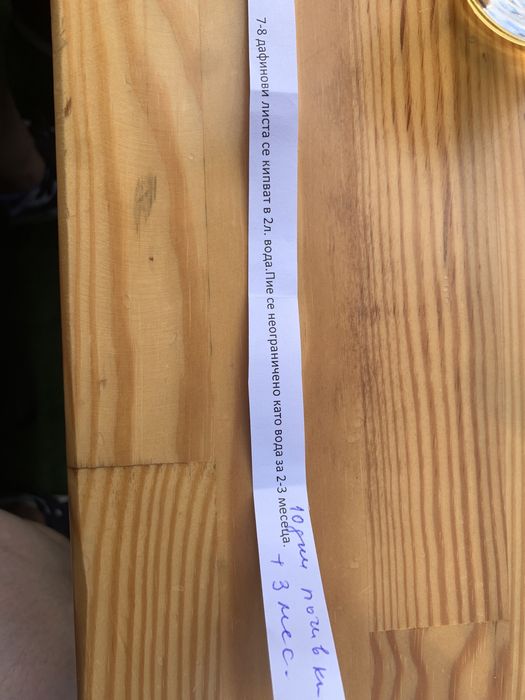 7-8 дафинови листа се кипват в 2л. вода.Пие се неограничено като вода за 2-3 месеца.
10 дни почивка
+ 3 мес.